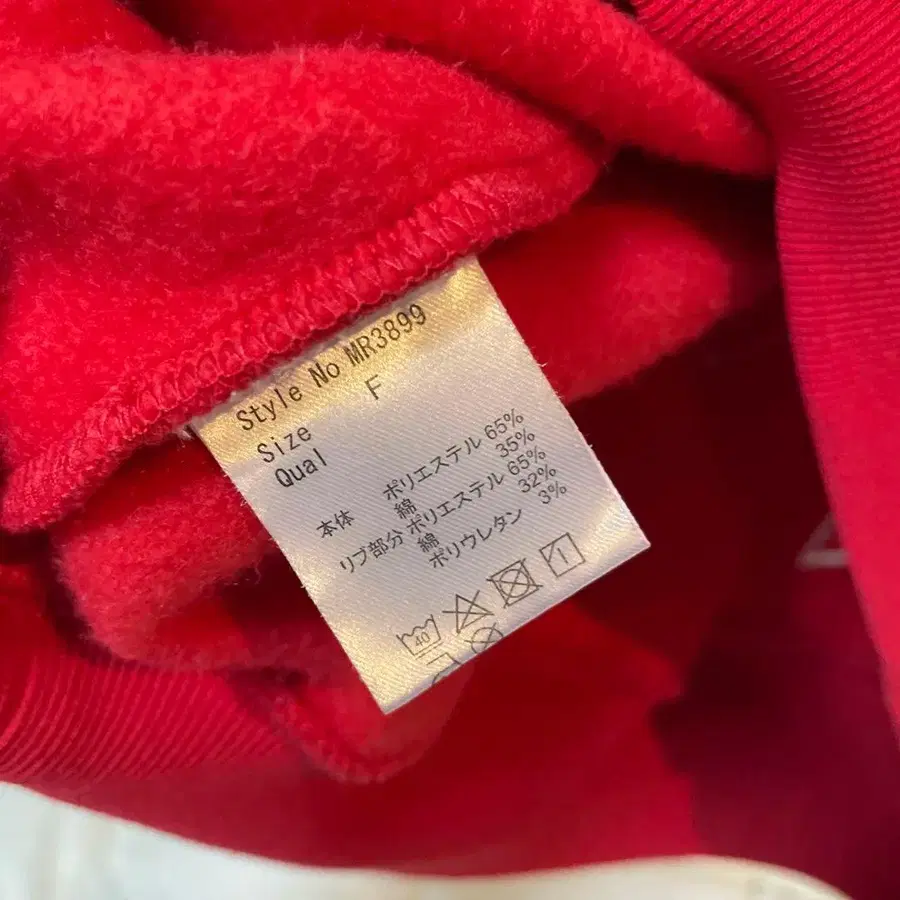 Style No MR3899
Size F
Qual
本体 ポリエステル 65%
綿 35%
リブ部分 ポリエステル 65%
綿 32%
ポリウレタン 3%
40